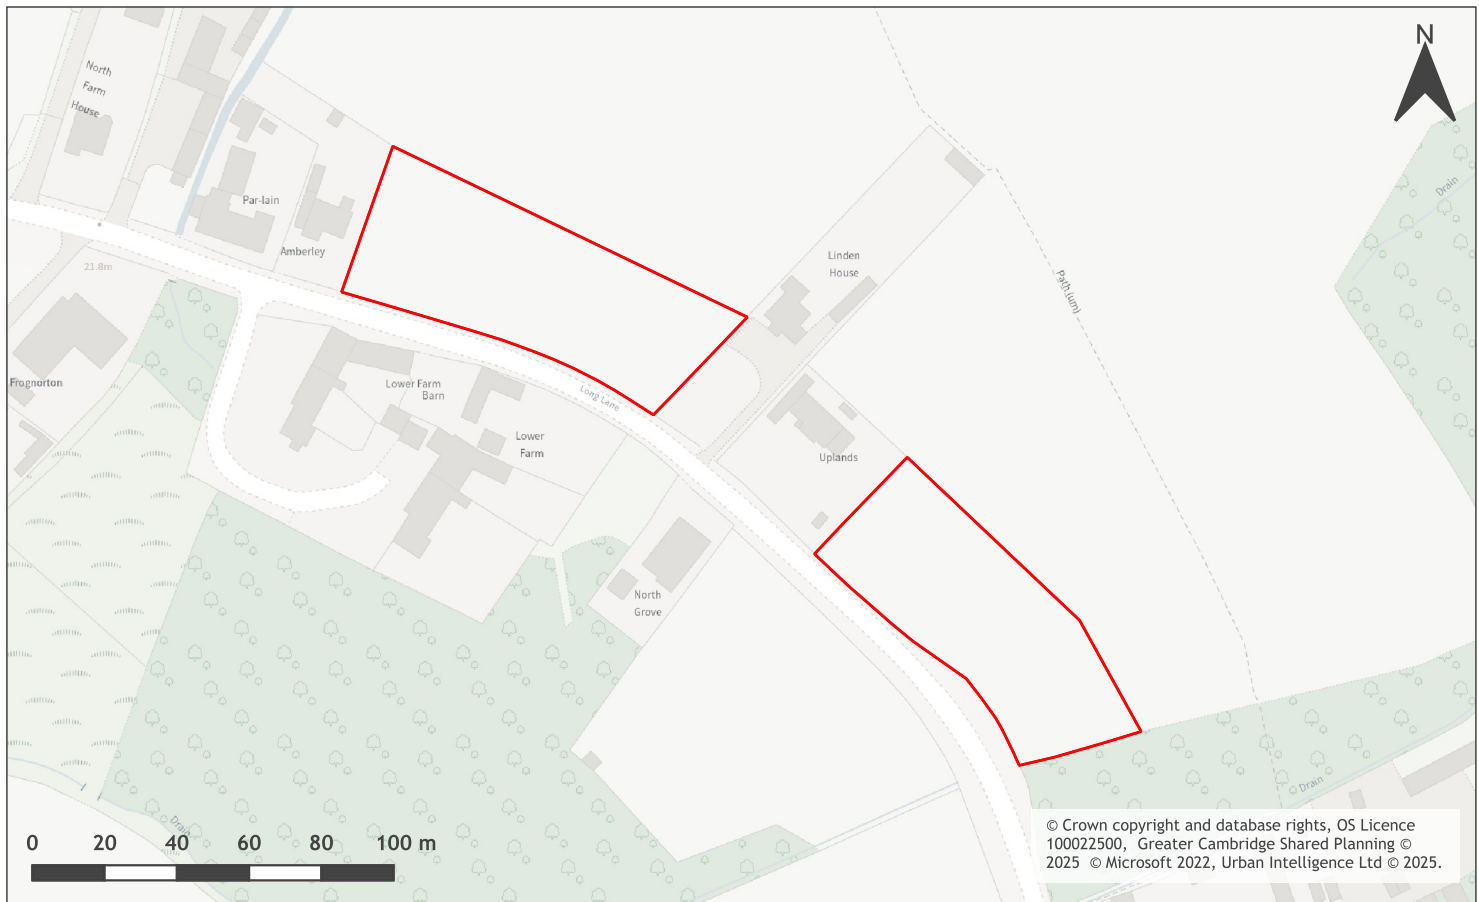 N
North
Farm
House
Par-lain
Amberley
21.8m
Linden
House
Path (um)
Drain
Frognorton
Lower Farm
Barn
Long Lane
Lower
Farm
Uplands
North
Grove
Drain
Drain
0 20 40 60 80 100 m
© Crown copyright and database rights, OS Licence
100022500, Greater Cambridge Shared Planning ©
2025 © Microsoft 2022, Urban Intelligence Ltd © 2025.